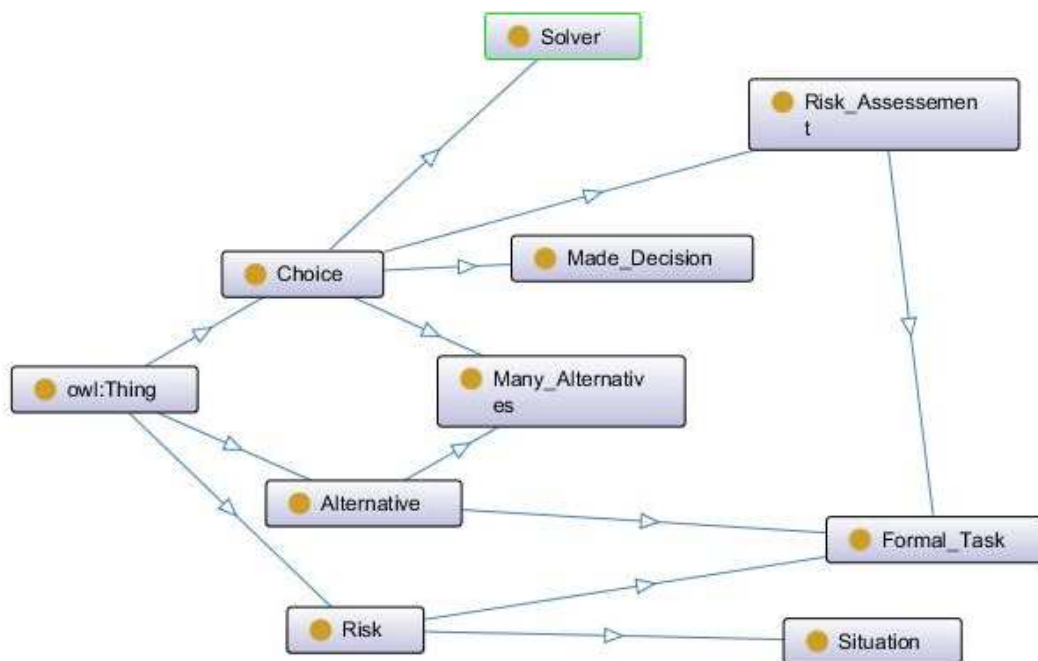 Solver
Risk_Assessemen
t
Made_Decision
Choice
Many_Alternativ
es
owl:Thing
Alternative
Formal_Task
Risk
Situation